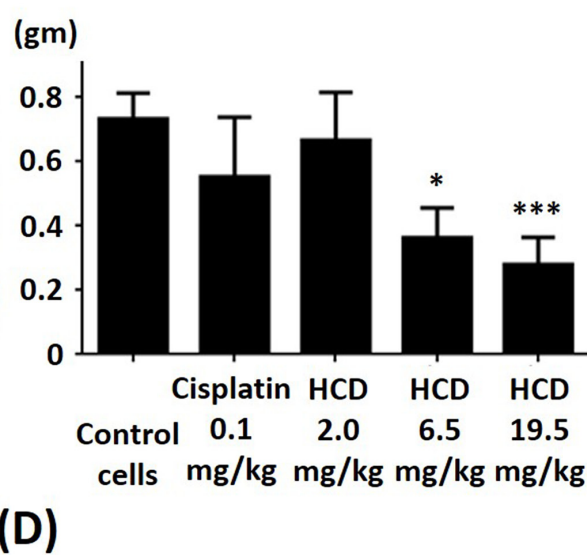 (gm)
0.8
0.6
0.4
0.2
0
*
***
Cisplatin HCD HCD HCD
Control 0.1 2.0 6.5 19.5
cells mg/kg mg/kg mg/kg mg/kg
(D)